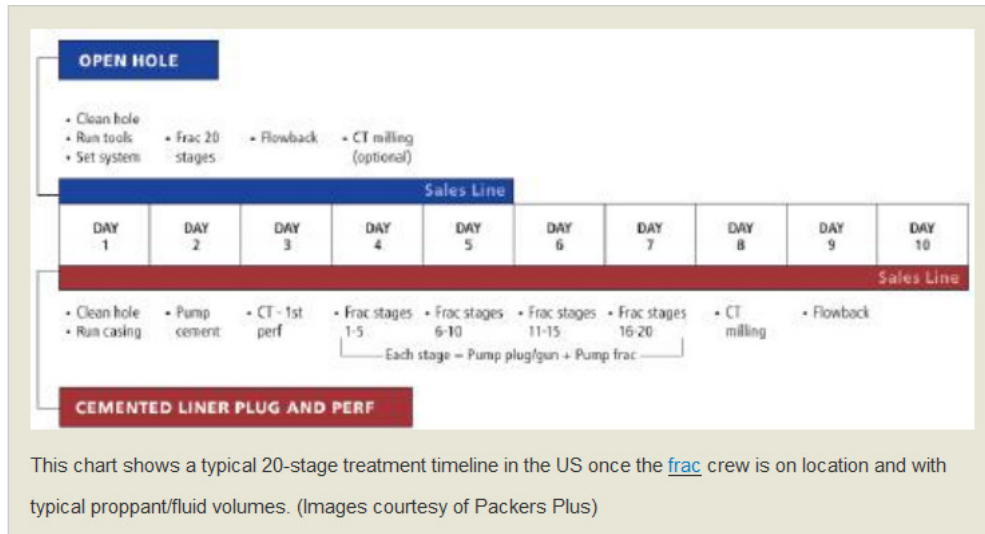 OPEN HOLE
• Clean hole
• Run tools • Frac 20 • Flowback • CT milling
• Set system stages (optional)
Sales Line
DAY DAY DAY DAY DAY DAY DAY DAY DAY DAY
1 2 3 4 5 6 7 8 9 10
Sales Line
• Clean hole • Pump • CT - 1st • Frac stages • Frac stages • Frac stages • Frac stages • CT • Flowback
• Run casing cement perf 1-5 6-10 11-15 16-20 milling
Each stage = Pump plug/gun + Pump frac
CEMENTED LINER PLUG AND PERF
This chart shows a typical 20-stage treatment timeline in the US once the frac crew is on location and with
typical proppant/fluid volumes. (Images courtesy of Packers Plus)